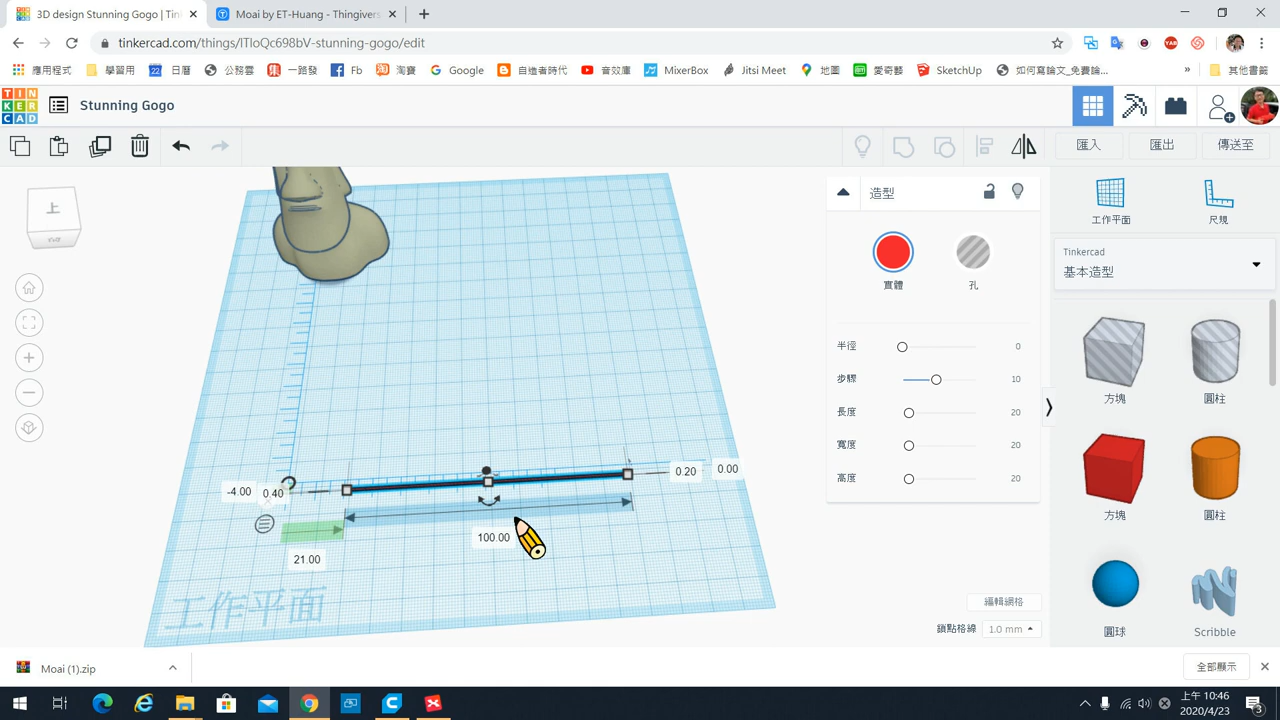 3D design Stunning Gogo | Tin
Moai by ET-Huang - Thingivers
tinkercad.com/things/lTIoQc698bV-stunning-gogo/edit
應用程式
學習用
22
日曆
公務雲
集
一路發
Fb
淘寶
Google
自造者時代
音效庫
MixerBox
Jitsi Meet
地圖
愛奇藝
SketchUp
如何寫論文_免費論...
»
其他書籤
TIN
KER
CAD
Stunning Gogo
匯入
匯出
傳送至
上
造型
實體
孔
半徑
0
步驟
10
長度
20
寬度
20
高度
20
工作平面
尺規
Tinkercad
基本造型
方塊
圓柱
方塊
圓柱
圓球
Scribble
-4.00
0.40
0.20
0.00
100.00
21.00
工作平面
編輯網格
鎖點格線
1.0 mm
Moai (1).zip
全部顯示
上午 10:46
2020/4/23
3